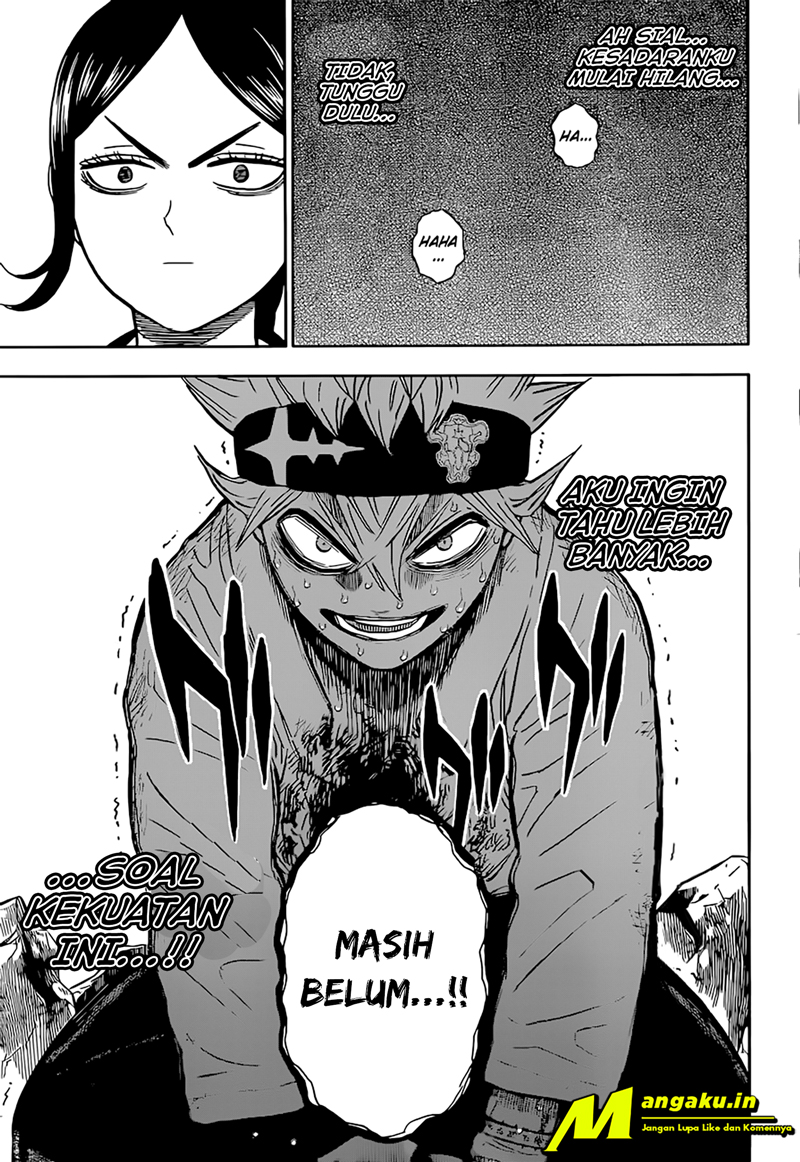 AH SIAL...
KESADARANKU
MULAI HILANG...
HA...
TIDAK,
TUNGGU
DULU...
HAHA
...
AKU INGIN
TAHU LEBIH
BANYAK...
...SOAL
KEKUATAN
INI...!!
MASIH
BELUM...!!
Mangaku.in
Jangan Lupa Like dan Komennya